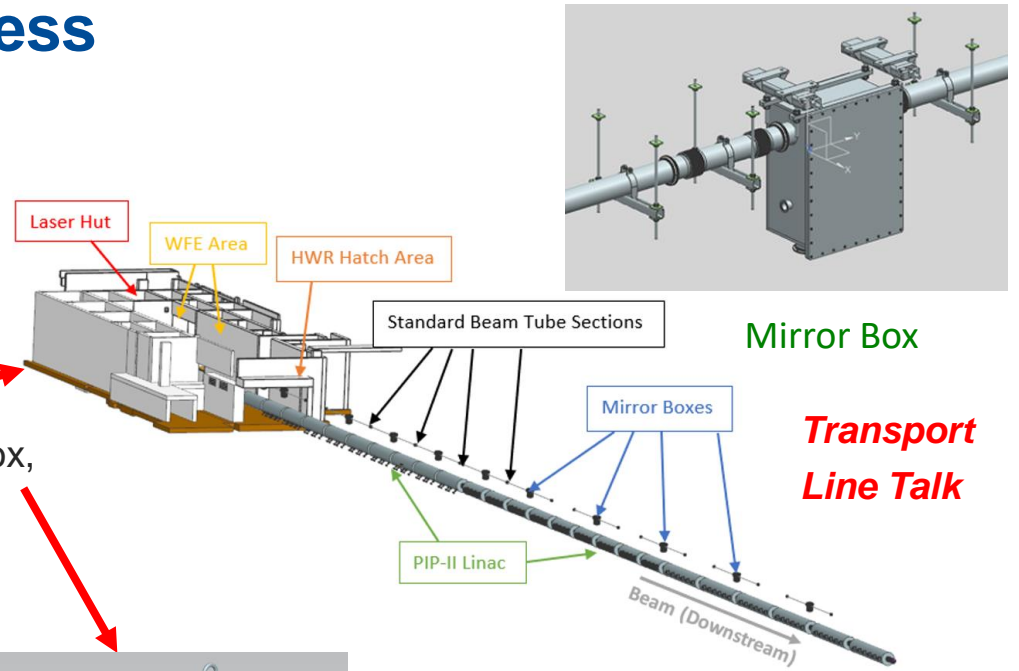 ess
Laser Hut
WFE Area
HWR Hatch Area
Standard Beam Tube Sections
Mirror Box
Mirror Boxes
Transport
Line Talk
ox,
PIP-II Linac
Beam (Downstream)
Y
X